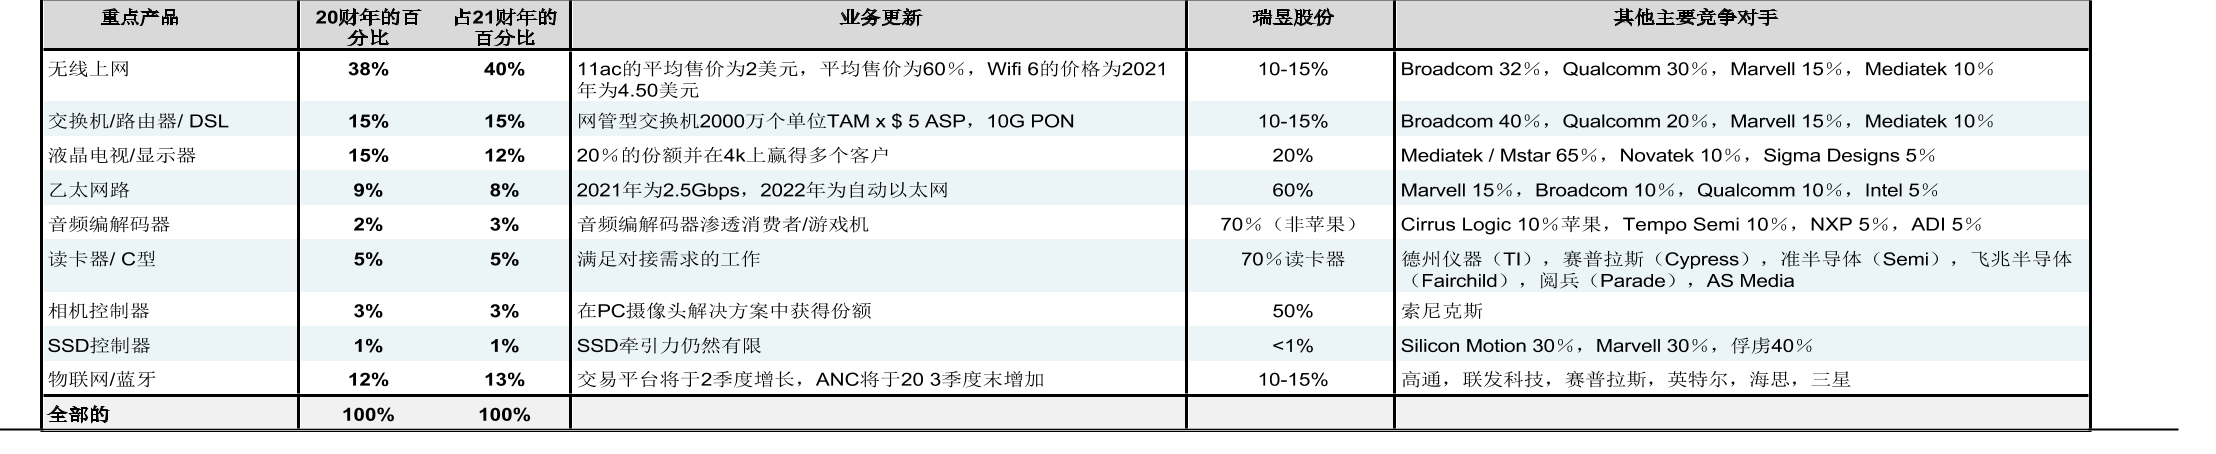 重点产品 20财年的百分比 占21财年的百分比 业务更新 瑞昱股份 其他主要竞争对手
无线上网 38% 40% 11ac的平均售价为2美元，平均售价为60％，Wifi 6的价格为2021年为4.50美元 10-15% Broadcom 32％，Qualcomm 30％，Marvell 15％，Mediatek 10％
交换机/路由器/ DSL 15% 15% 网管型交换机2000万个单位TAM x $ 5 ASP，10G PON 10-15% Broadcom 40％，Qualcomm 20％，Marvell 15％，Mediatek 10％
液晶电视/显示器 15% 12% 20％的份额并在4k上赢得多个客户 20% Mediatek / Mstar 65％，Novatek 10％，Sigma Designs 5％
乙太网路 9% 8% 2021年为2.5Gbps，2022年为自动以太网 60% Marvell 15％，Broadcom 10％，Qualcomm 10％，Intel 5％
音频编解码器 2% 3% 音频编解码器渗透消费者/游戏机 70％（非苹果） Cirrus Logic 10％苹果，Tempo Semi 10％，NXP 5％，ADI 5％
读卡器/ C型 5% 5% 满足对接需求的工作 70％读卡器 德州仪器（TI），赛普拉斯（Cypress），准半导体（Semi），飞兆半导体（Fairchild），阅兵（Parade），AS Media
相机控制器 3% 3% 在PC摄像头解决方案中获得份额 50% 索尼克斯
SSD控制器 1% 1% SSD牵引力仍然有限 <1% Silicon Motion 30％，Marvell 30％，俘虏40％
物联网/蓝牙 12% 13% 交易平台将于2季度增长，ANC将于20 3季度末增加 10-15% 高通，联发科技，赛普拉斯，英特尔，海思，三星
全部的 100% 100%